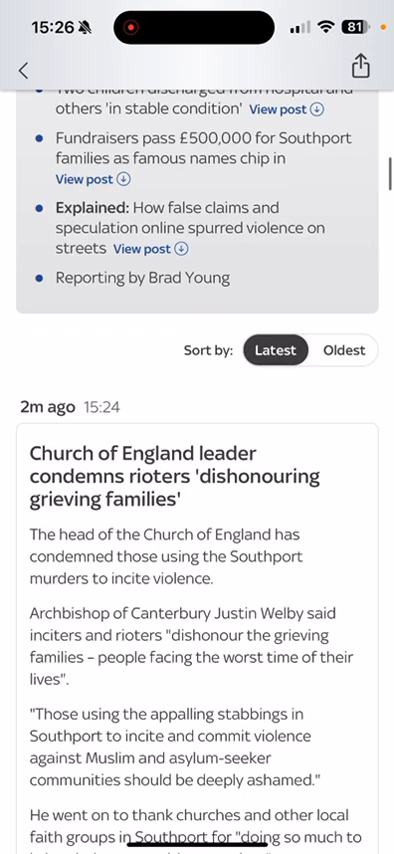 15:26
81
Two children discharged from hospital and
others 'in stable condition' View post
Fundraisers pass £500,000 for Southport
families as famous names chip in
View post
Explained: How false claims and
speculation online spurred violence on
streets View post
Reporting by Brad Young
Sort by: Latest Oldest
2m ago 15:24
Church of England leader
condemns rioters 'dishonouring
grieving families'
The head of the Church of England has
condemned those using the Southport
murders to incite violence.
Archbishop of Canterbury Justin Welby said
inciters and rioters "dishonour the grieving
families – people facing the worst time of their
lives".
"Those using the appalling stabbings in
Southport to incite and commit violence
against Muslim and asylum-seeker
communities should be deeply ashamed."
He went on to thank churches and other local
faith groups in Southport for "doing so much to